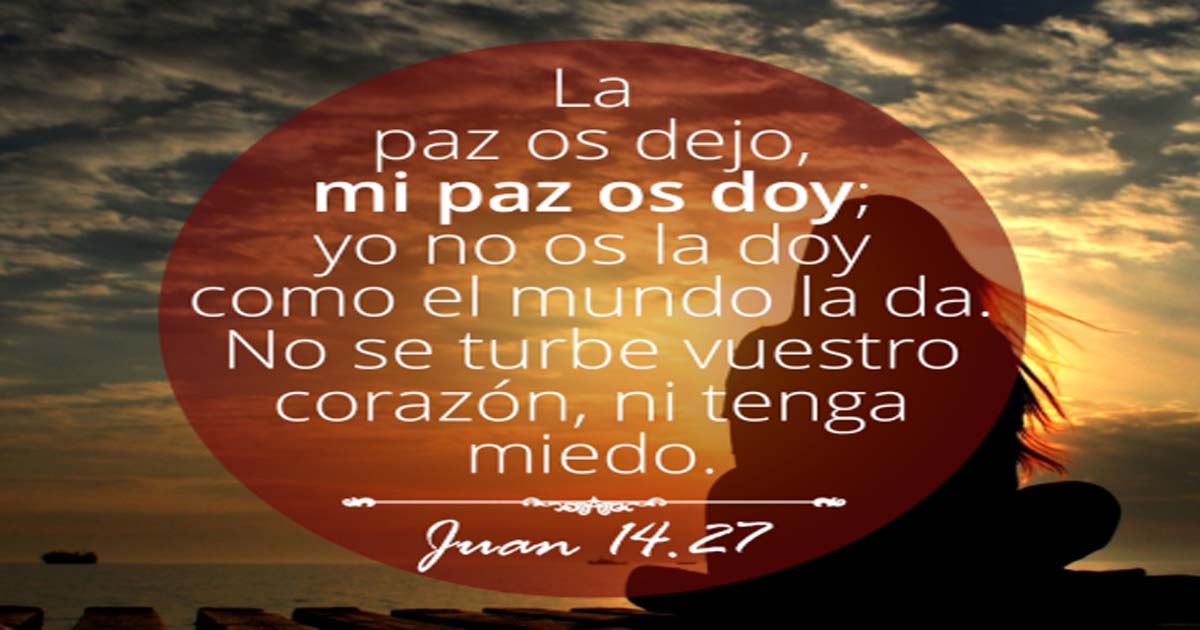 La
paz os dejo,
mi paz os doy;
yo no os la doy
como el mundo la da.
No se turbe vuestro
corazón, ni tenga
miedo.
Juan 14.27